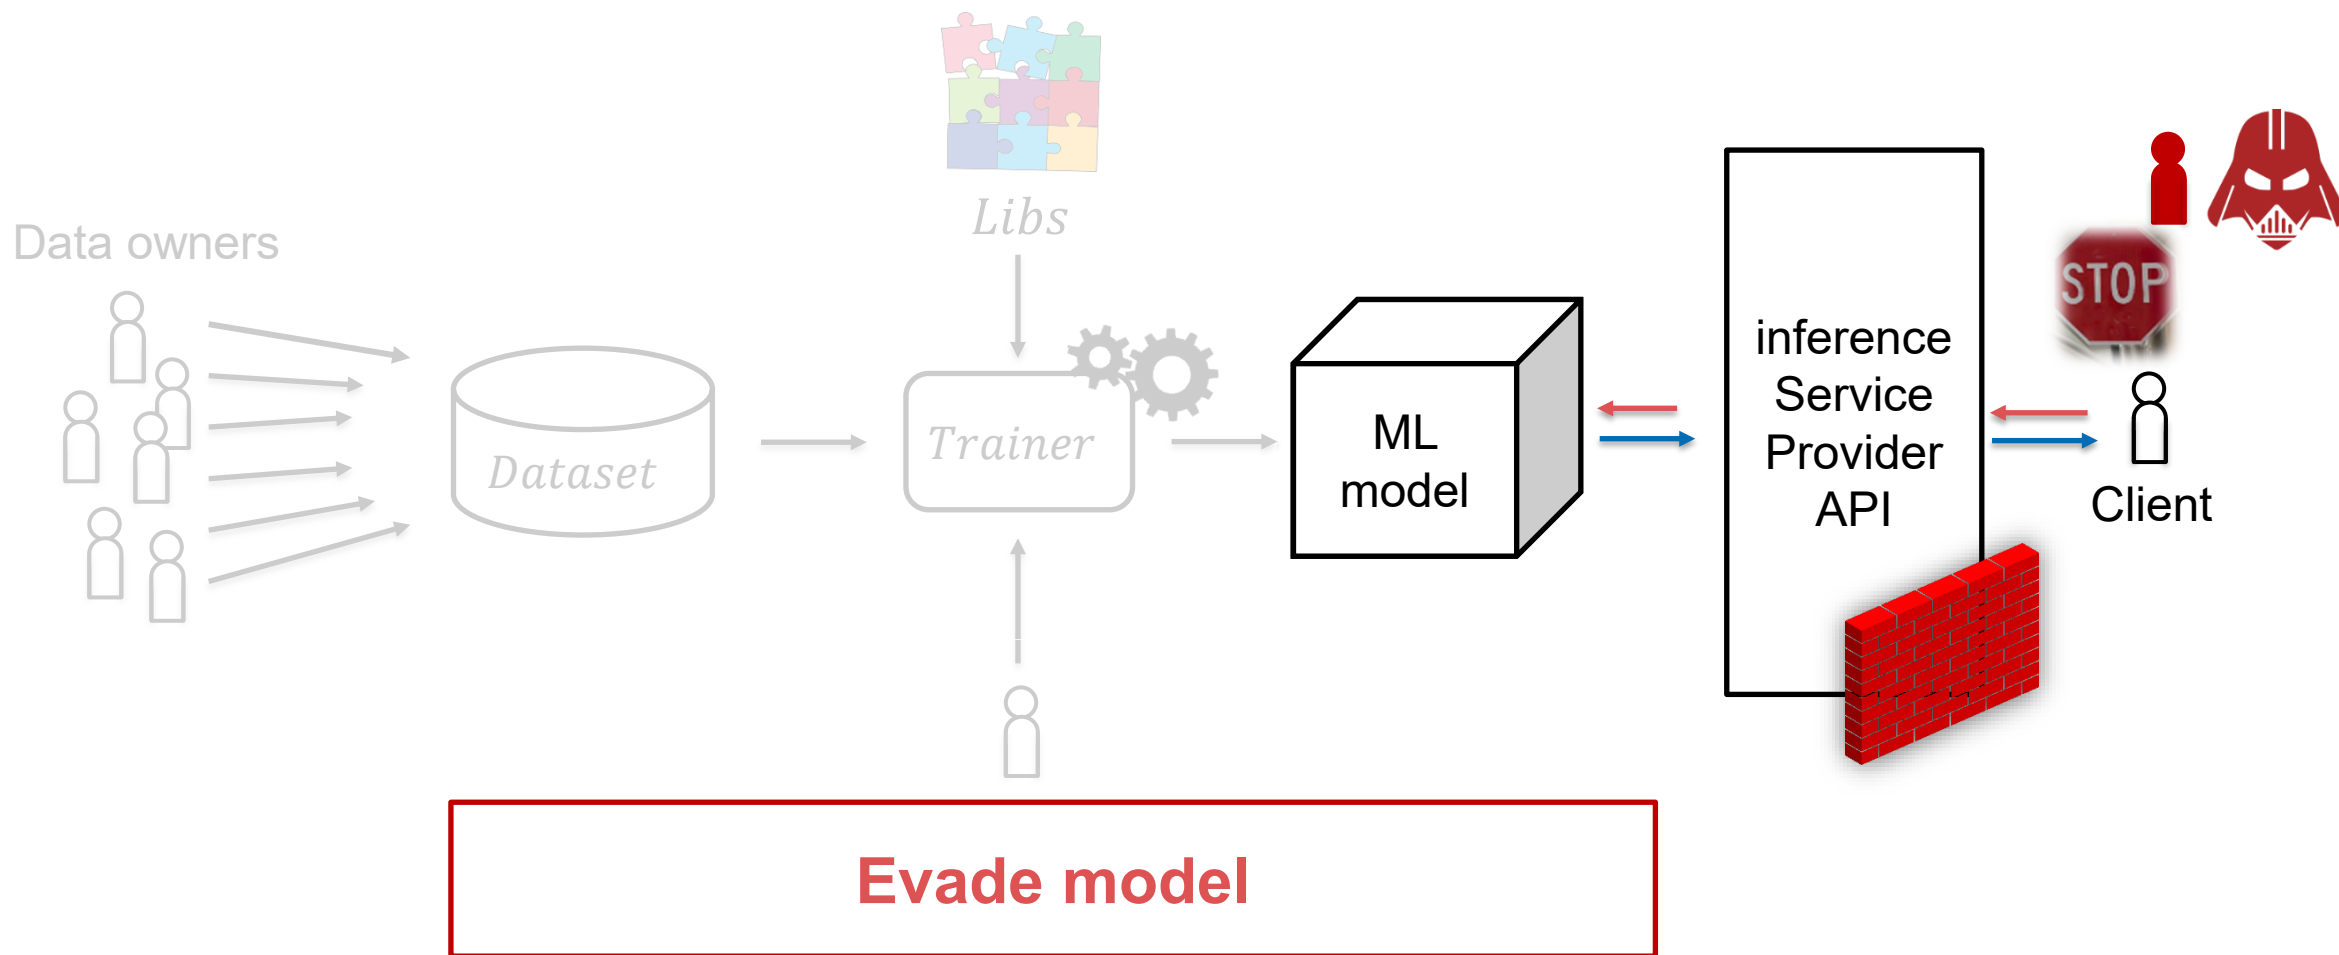 Libs
Data owners
STOP
inference
Service
Provider
API
Trainer
ML
model
Dataset
Client
Evade model